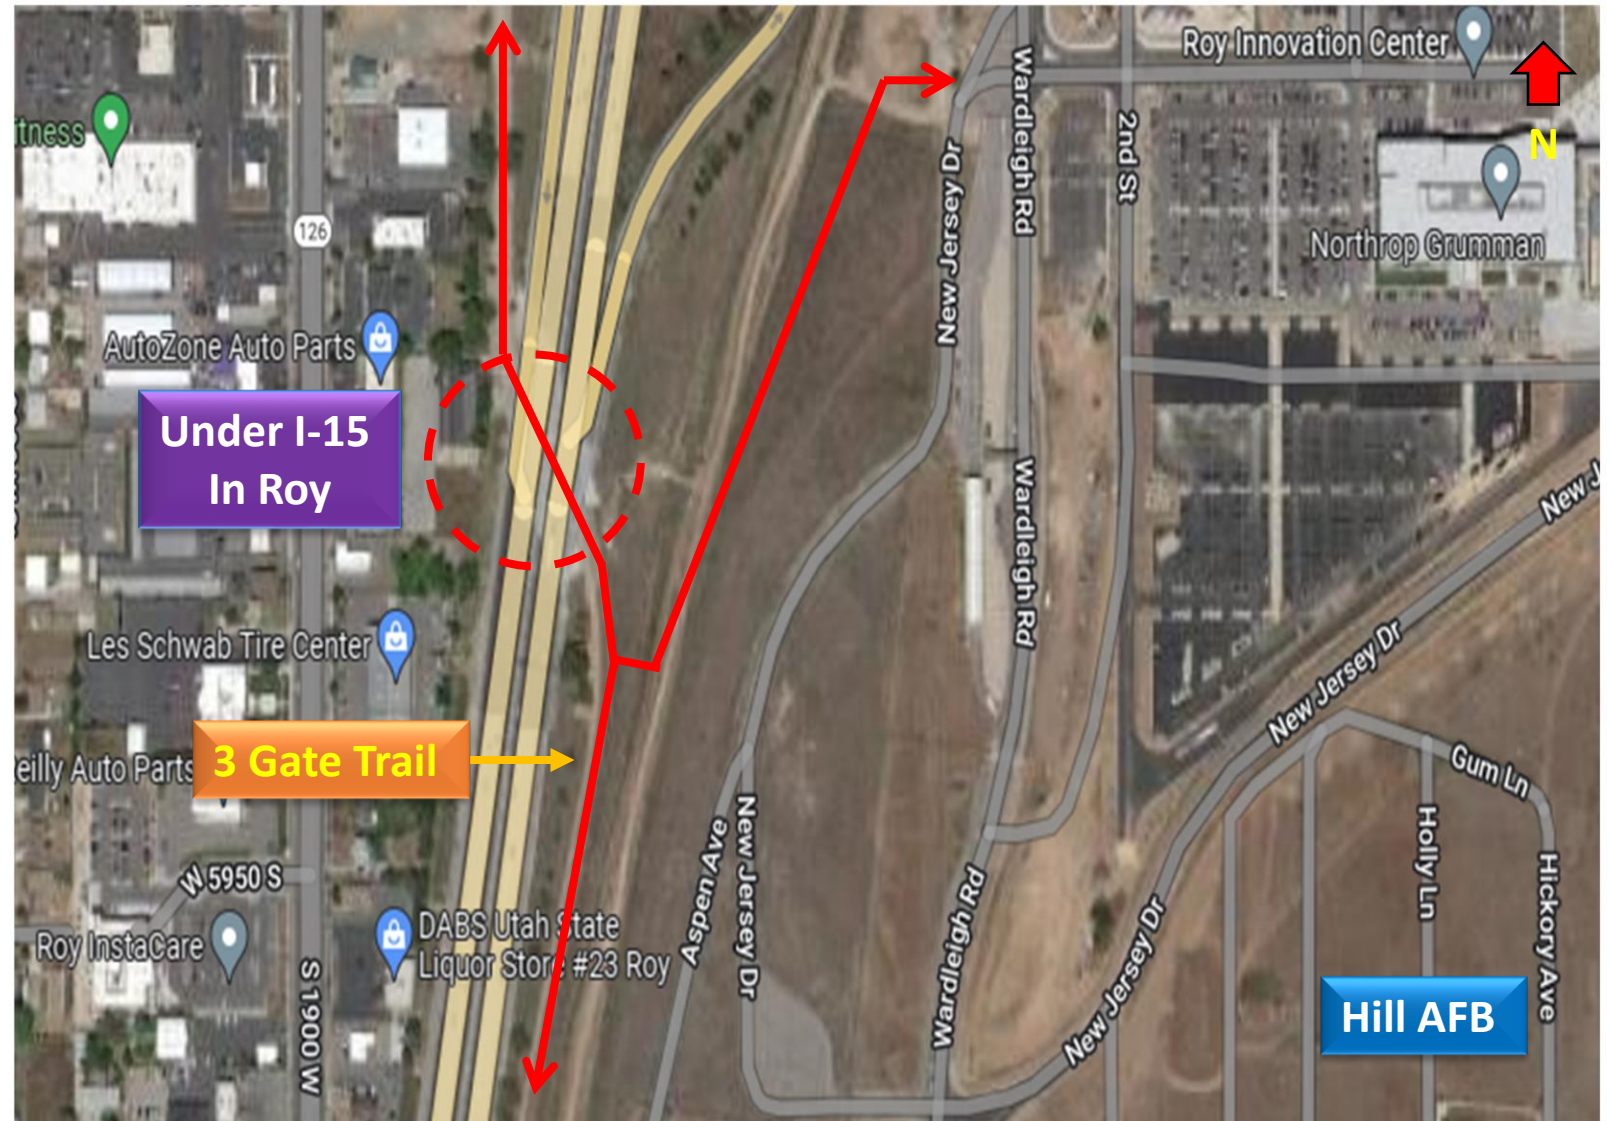 Roy Innovation Center
N
itness
126
Wardleigh Rd
2nd St
New Jersey Dr
Northrop Grumman
AutoZone Auto Parts
Under I-15
In Roy
Wardleigh Rd
New J
Les Schwab Tire Center
New Jersey Dr
3 Gate Trail
eilly Auto Parts
Gum Ln
Holly Ln
Hickory Ave
Aspen Ave
New Jersey Dr
W 5950 S
Roy InstaCare
DABS Utah State
Liquor Store #23 Roy
S 1900 W
Wardleigh Rd
New Jersey Dr
Hill AFB